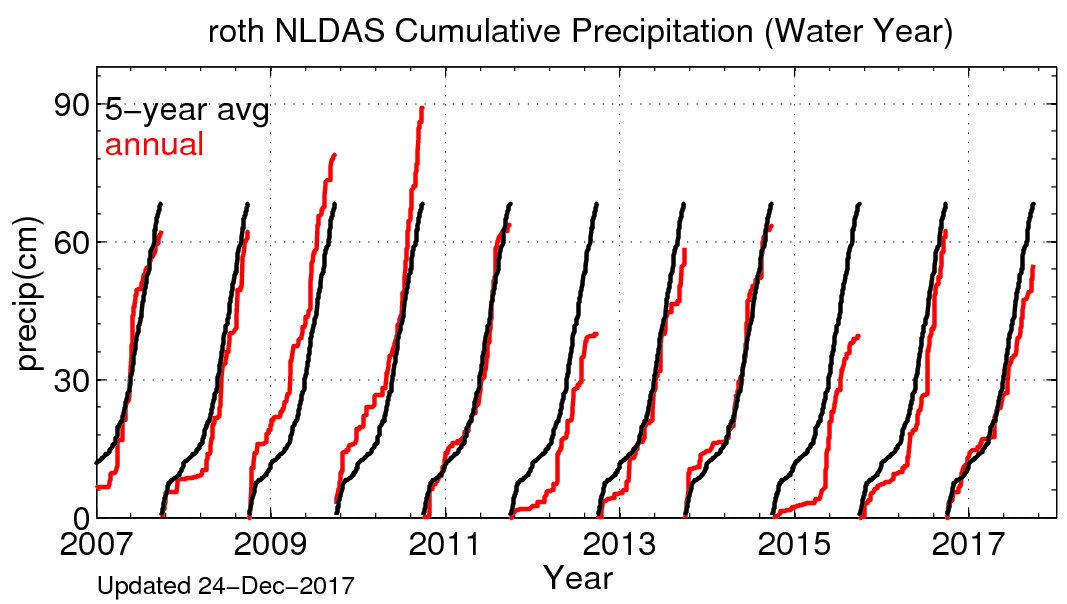 roth NLDAS Cumulative Precipitation (Water Year)
90
5−year avg
annual
60
precip(cm)
30
0
2007 2009 2011 2013 2015 2017
Year
Updated 24−Dec−2017